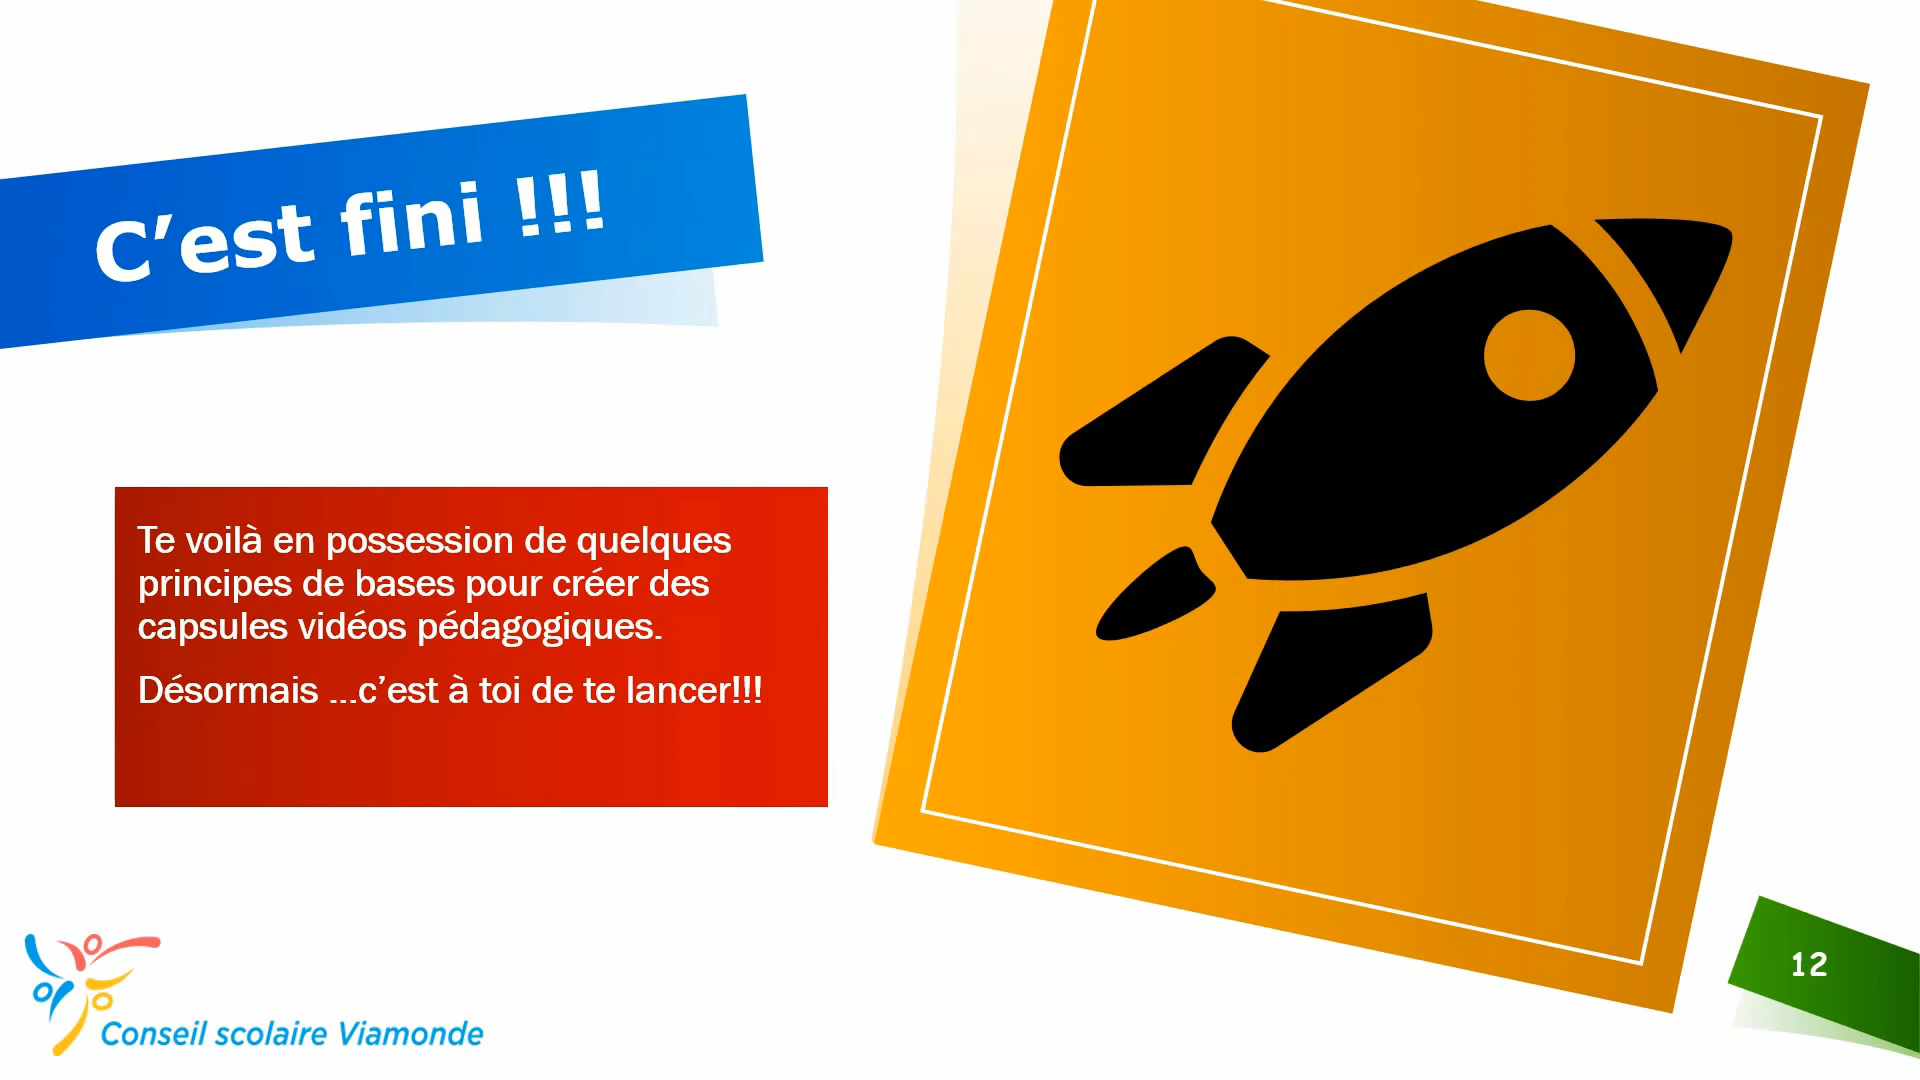 C’est fini !!!
Te voilà en possession de quelques
principes de bases pour créer des
capsules vidéos pédagogiques.
Désormais ...c’est à toi de te lancer!!!
Conseil scolaire Viamonde
12